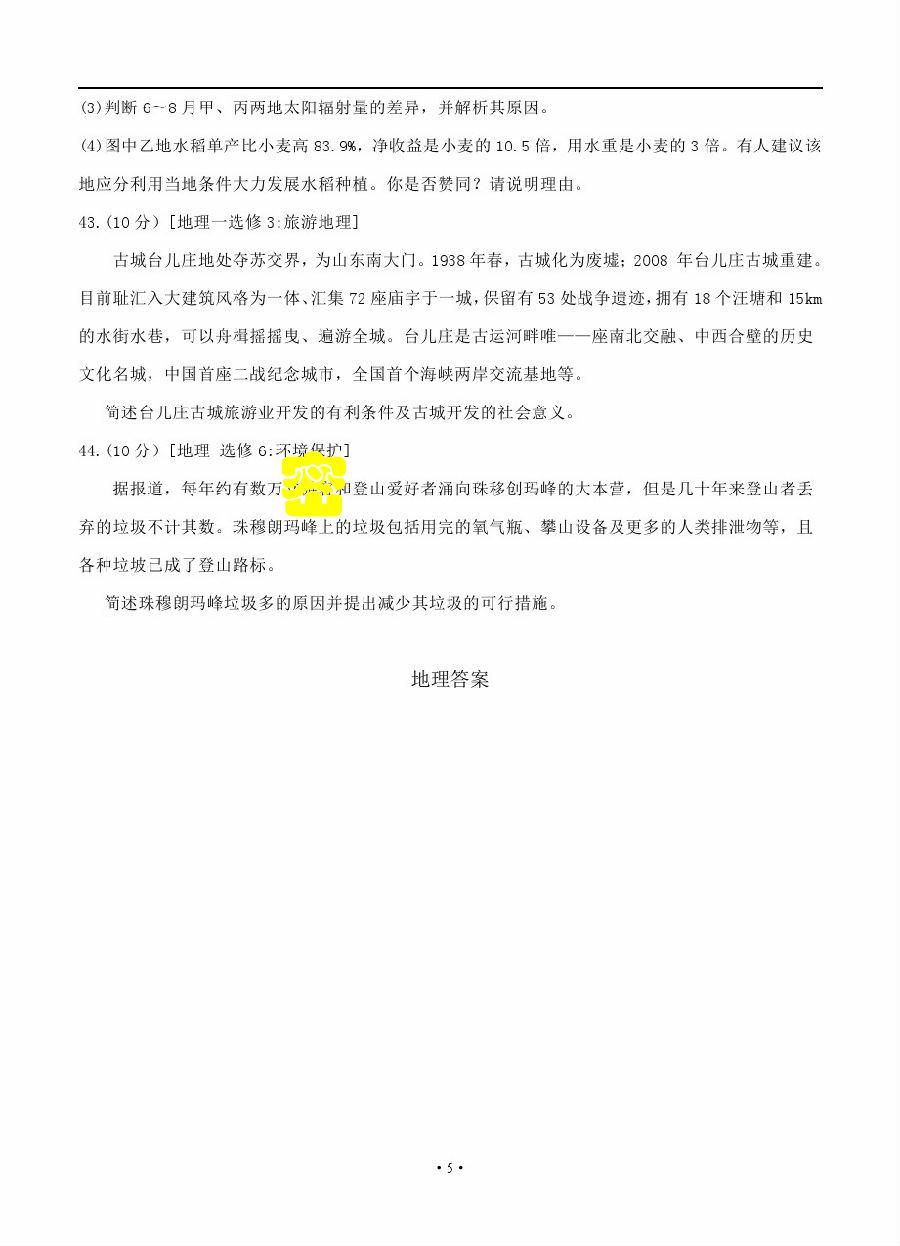 (3)判断 6~8 月甲、丙两地太阳辐射量的差异，并解析其原因。
(4)图中乙地水稻单产比小麦高 83.9%，净收益是小麦的 10.5 倍，用水重是小麦的 3 倍。有人建议该
地应分利用当地条件大力发展水稻种植。你是否赞同？请说明理由。
43.(10 分) [地理一选修 3:旅游地理]
古城台儿庄地处夺苏交界，为山东南大门。1938 年春，古城化为废墟；2008 年台儿庄古城重建。
目前耻汇入大建筑风格为一体、汇集 72 座庙宇于一城，保留有 53 处战争遗迹，拥有 18 个汪塘和 15km
的水街水巷，可以舟楫摇摇曳、遍游全城。台儿庄是古运河畔唯——座南北交融、中西合璧的历史
文化名城，中国首座二战纪念城市，全国首个海峡两岸交流基地等。
简述台儿庄古城旅游业开发的有利条件及古城开发的社会意义。
44.(10 分) [地理 选修 6:环境保护]
据报道，每年约有数万和登山爱好者涌向珠移创玛峰的大本营，但是几十年来登山者丢
弃的垃圾不计其数。珠穆朗玛峰上的垃圾包括用完的氧气瓶、攀山设备及更多的人类排泄物等，且
各种垃圾已成了登山路标。
简述珠穆朗玛峰垃圾多的原因并提出减少其垃圾的可行措施。
地理答案
·5·